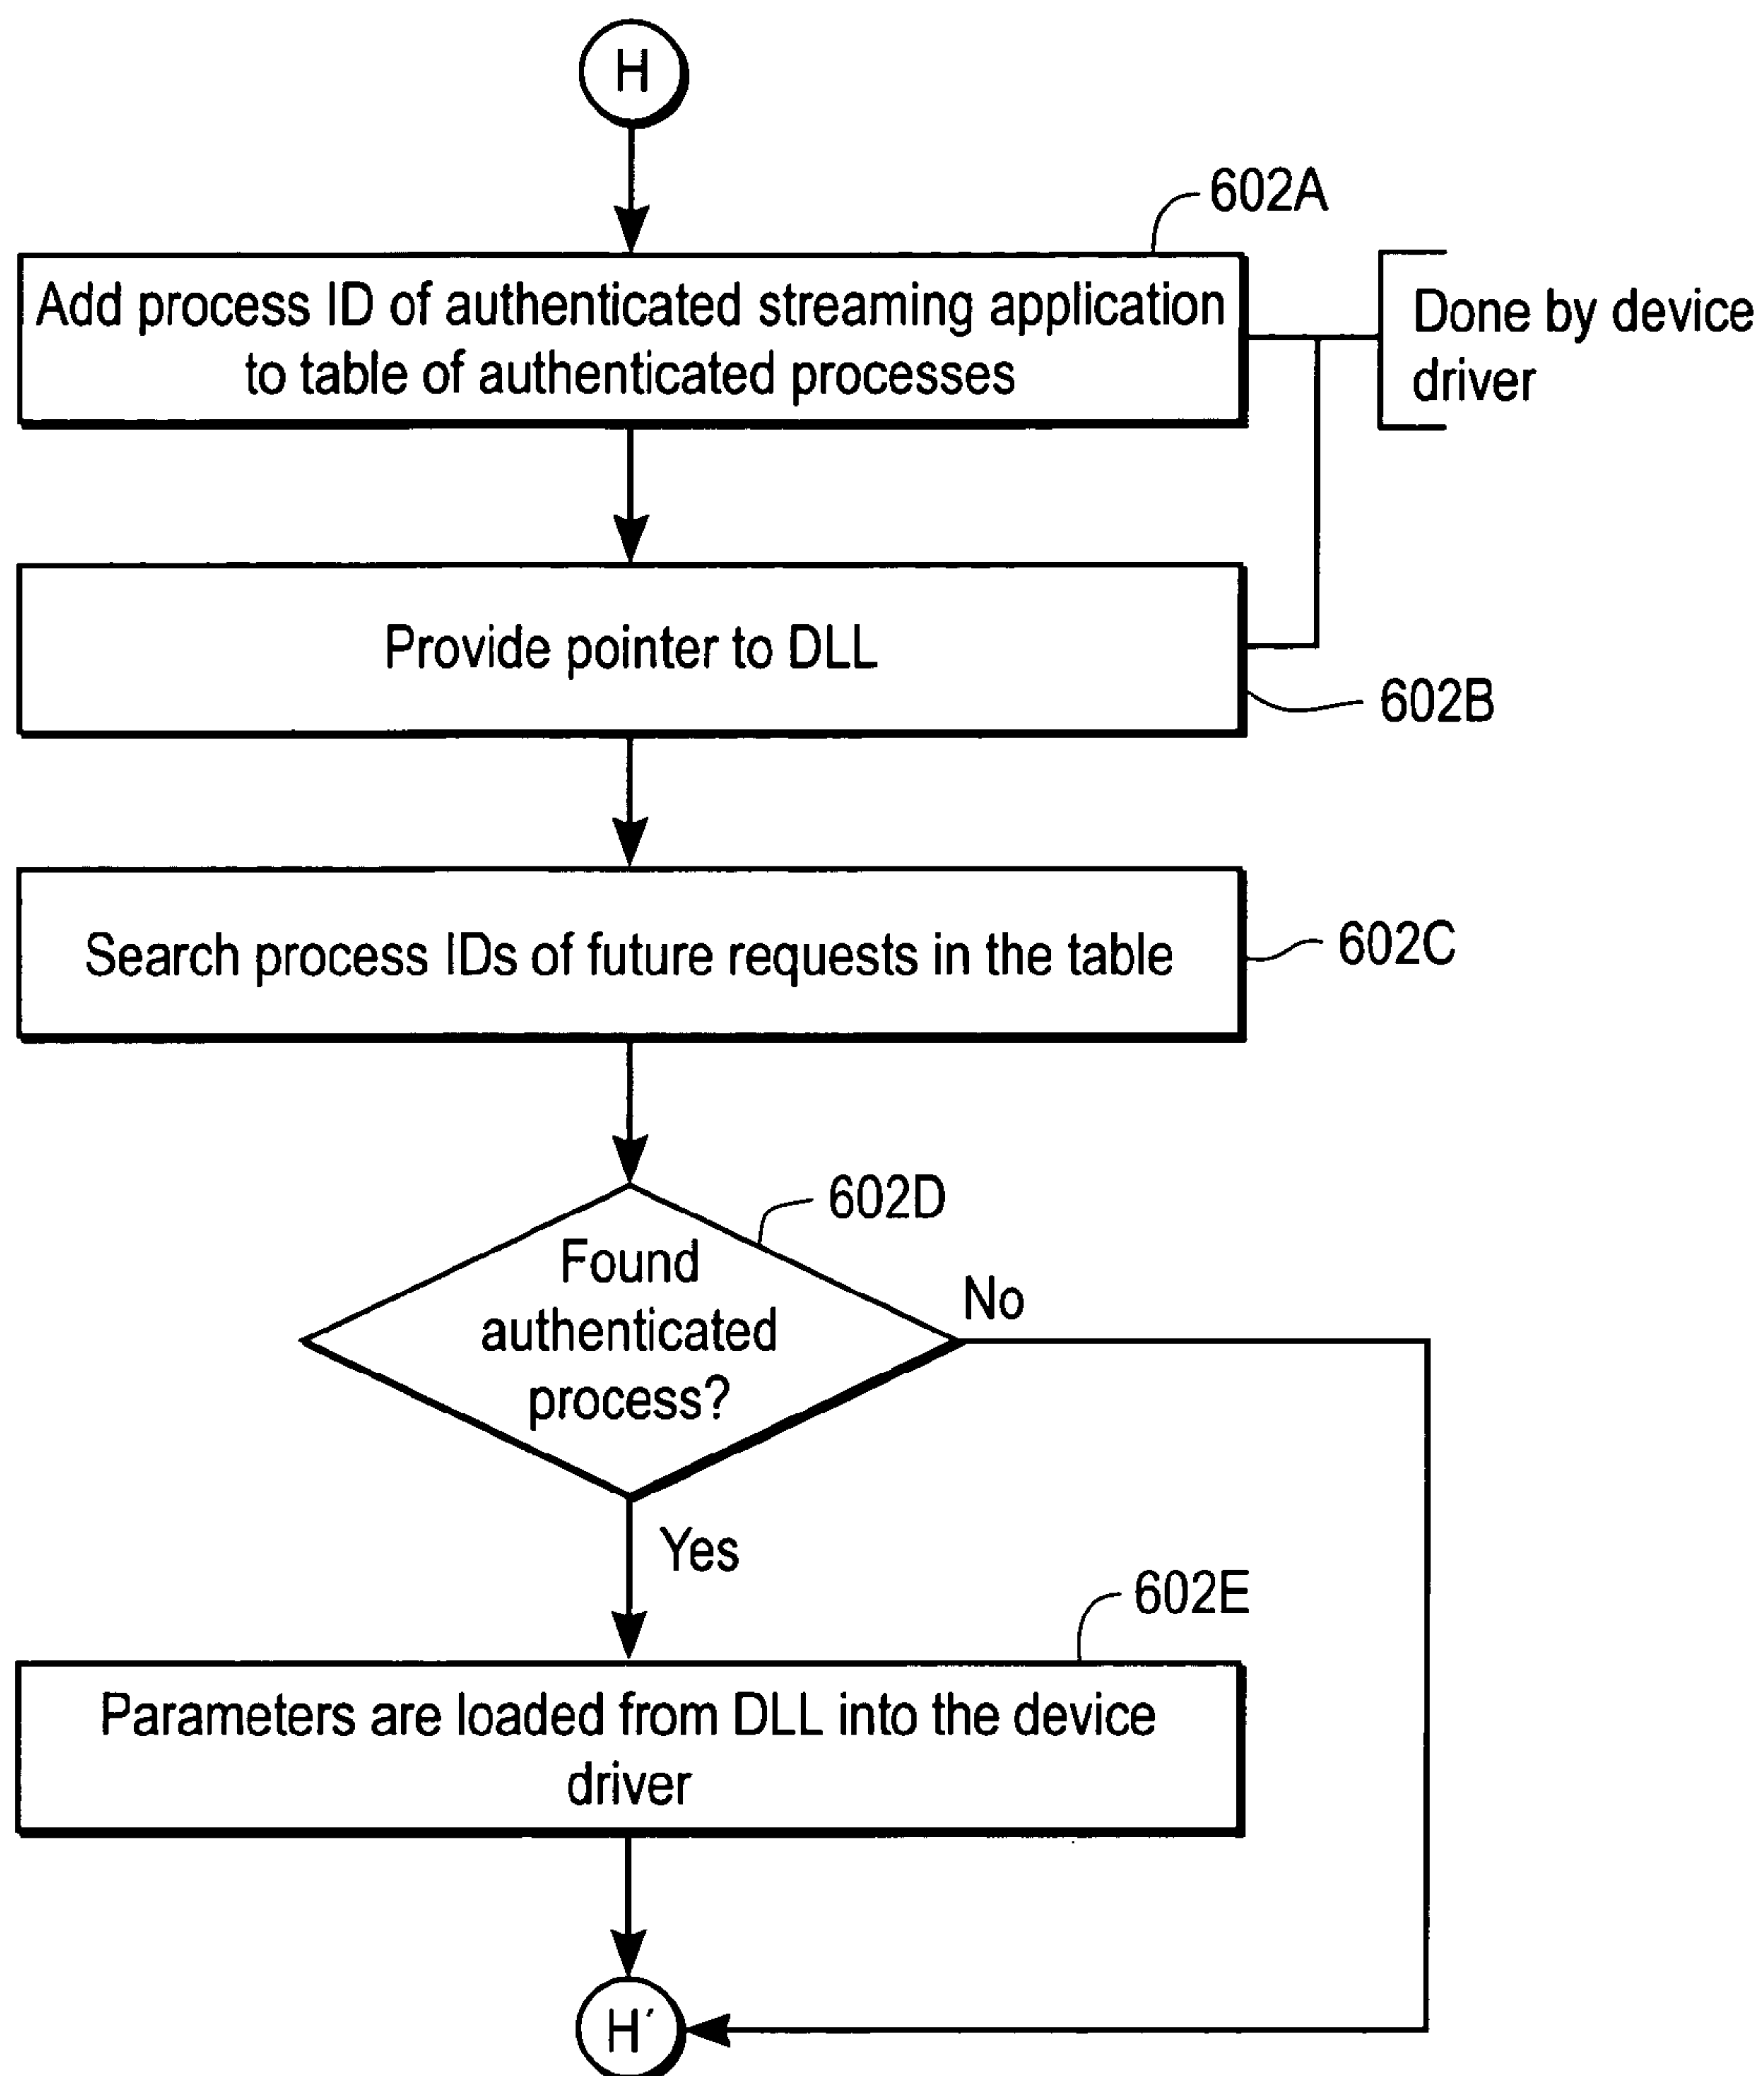 H
602A
Add process ID of authenticated streaming application
to table of authenticated processes
Done by device
driver
Provide pointer to DLL
602B
Search process IDs of future requests in the table
602C
602D
Found
authenticated
process?
No
Yes
602E
Parameters are loaded from DLL into the device
driver
H´